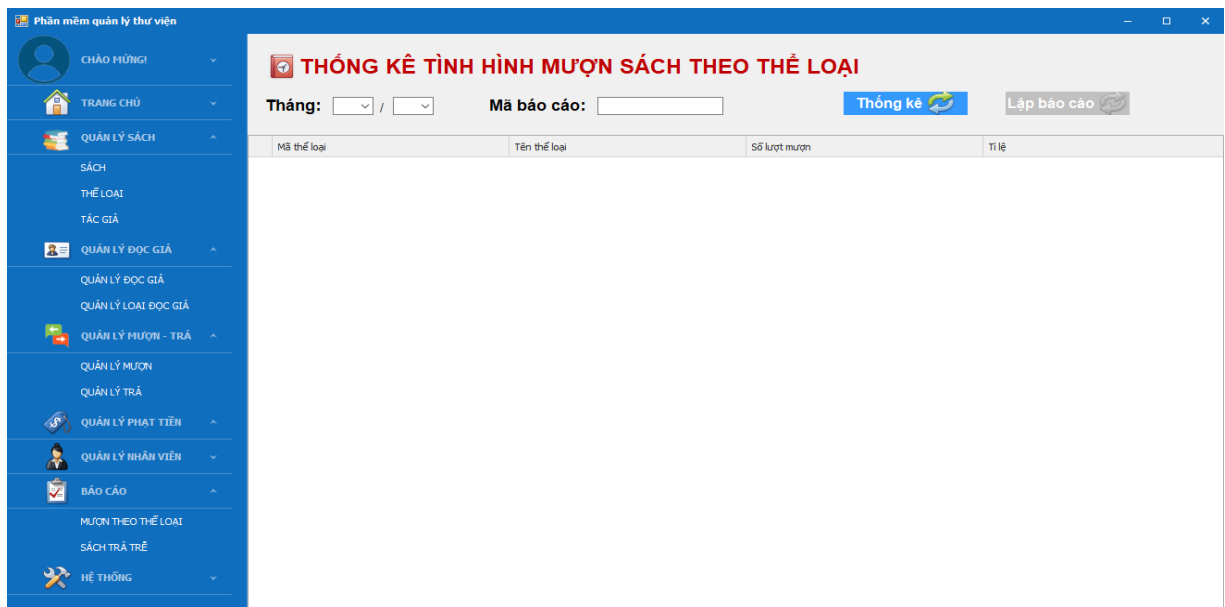 Phần mềm quản lý thư viện
CHÀO MỪNG!
TRANG CHỦ
QUẢN LÝ SÁCH
SÁCH
THỂ LOẠI
TÁC GIẢ
QUẢN LÝ ĐỌC GIẢ
QUẢN LÝ ĐỌC GIẢ
QUẢN LÝ LOẠI ĐỌC GIẢ
QUẢN LÝ MƯỢN - TRẢ
QUẢN LÝ MƯỢN
QUẢN LÝ TRẢ
QUẢN LÝ PHẠT TIỀN
QUẢN LÝ NHÂN VIÊN
BÁO CÁO
MƯỢN THEO THỂ LOẠI
SÁCH TRẢ TRỄ
HỆ THỐNG
THỐNG KÊ TÌNH HÌNH MƯỢN SÁCH THEO THỂ LOẠI
Tháng: / Mã báo cáo: Thống kê Lập báo cáo
Mã thể loại Tên thể loại Số lượt mượn Tỉ lệ